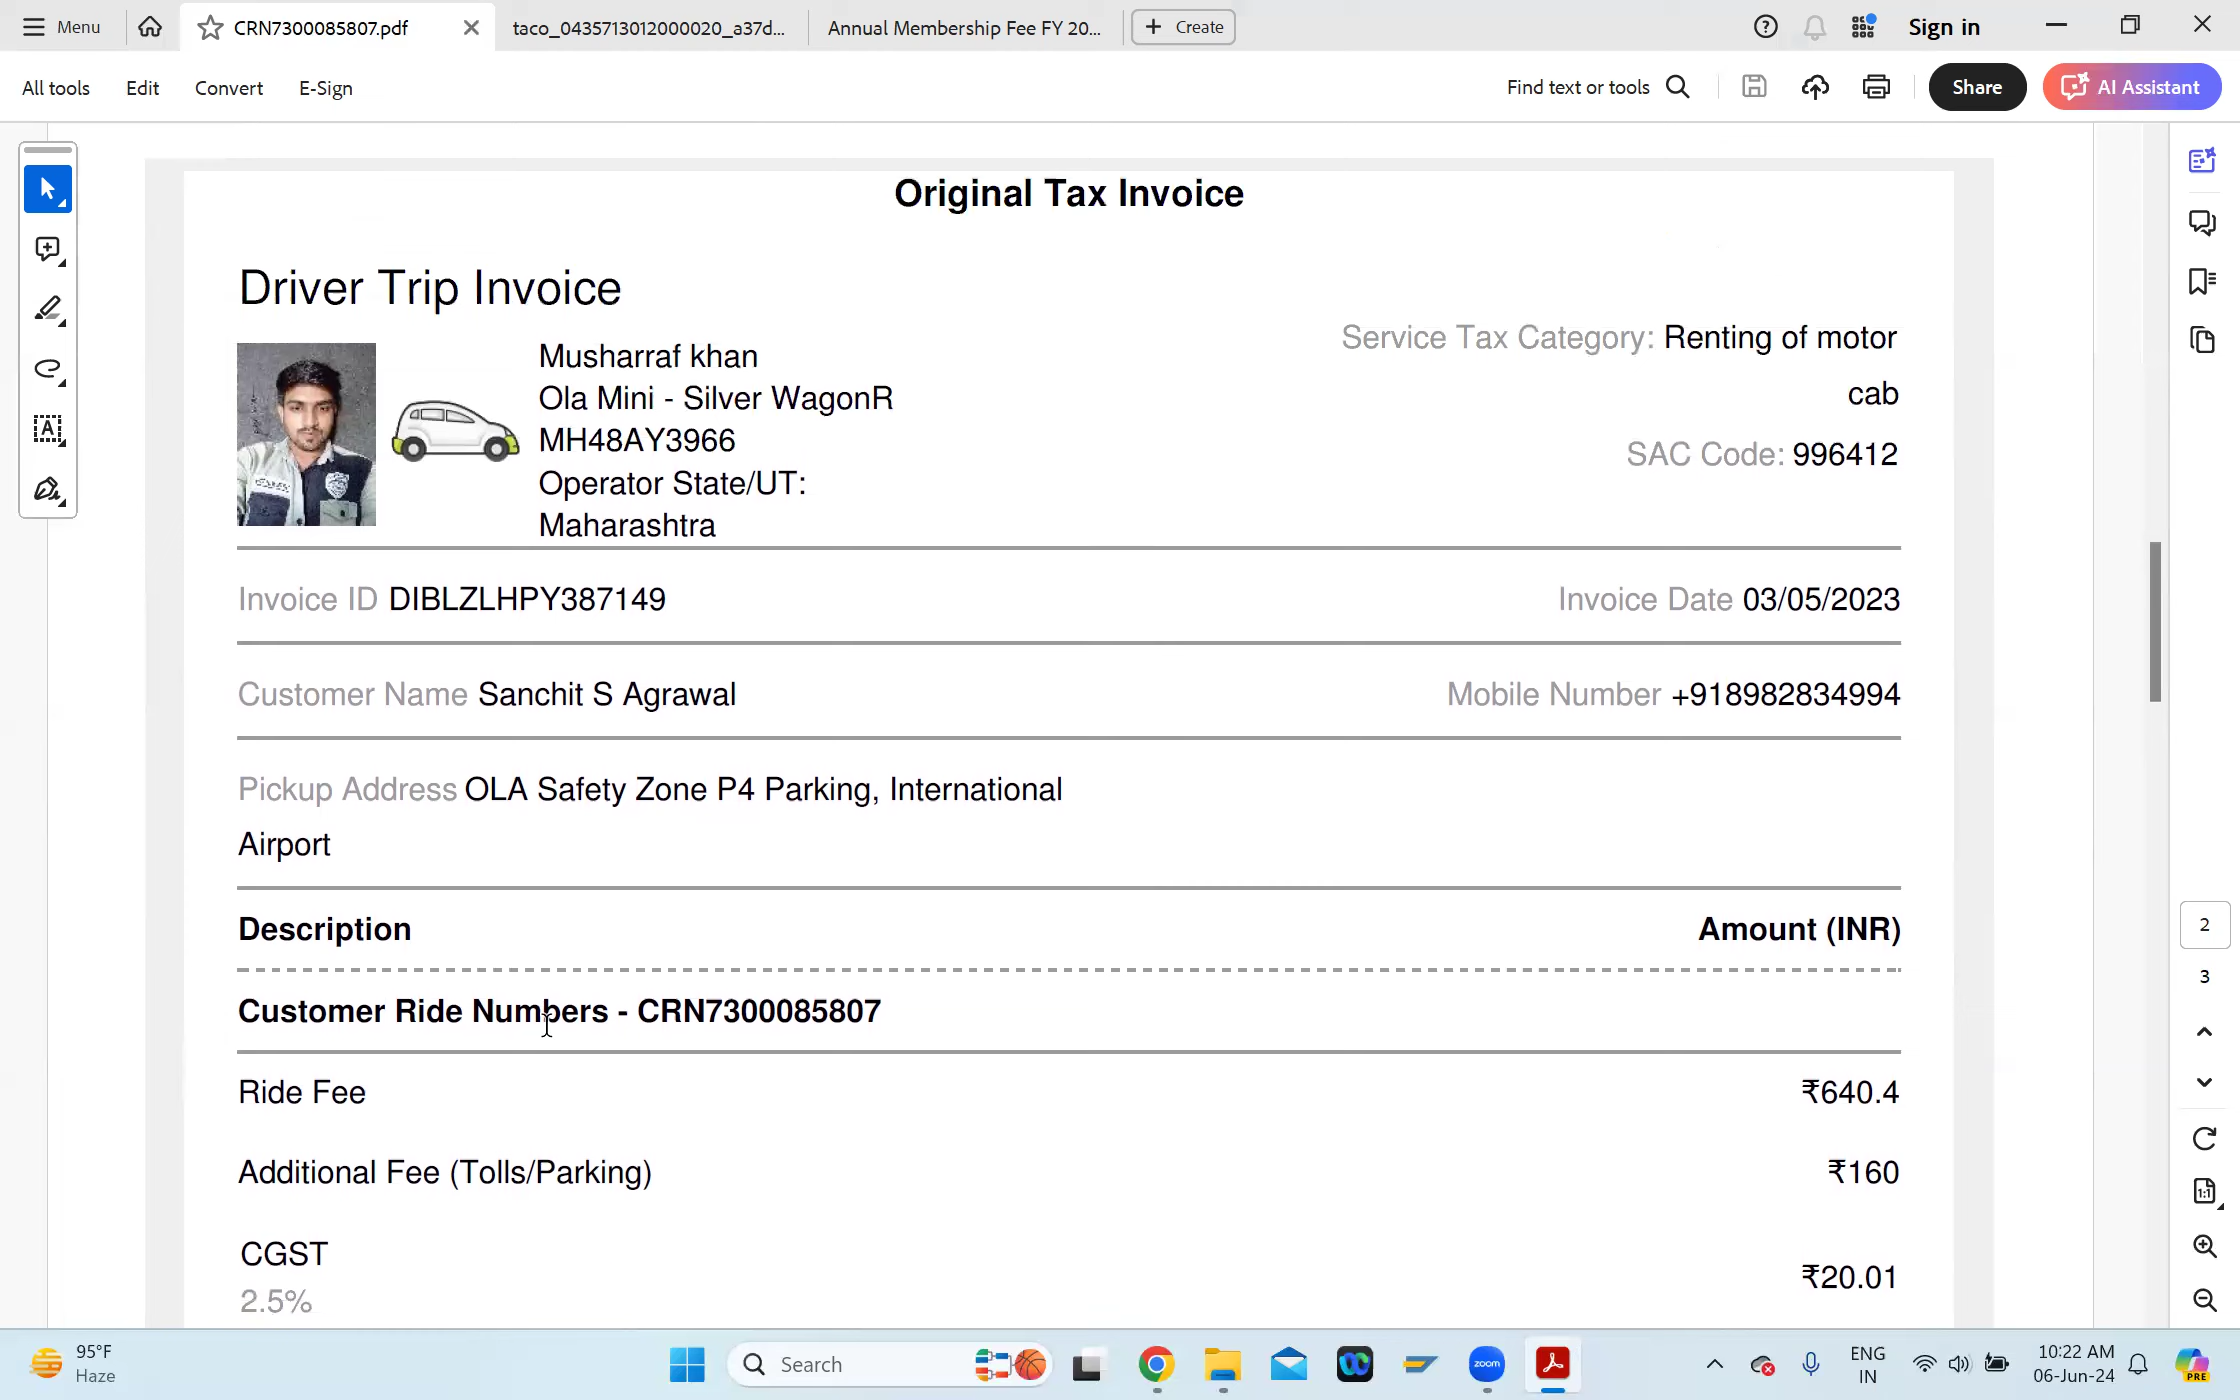 Menu
CRN7300085807.pdf
taco_0435713012000020_a37d...
Annual Membership Fee FY 20...
Create
Sign in
All tools
Edit
Convert
E-Sign
Find text or tools
Share
AI Assistant
Original Tax Invoice
Driver Trip Invoice
Musharraf khan
Ola Mini - Silver WagonR
MH48AY3966
Operator State/UT:
Maharashtra
Service Tax Category: Renting of motor
cab
SAC Code: 996412
Invoice ID DIBLZLHPY387149
Invoice Date 03/05/2023
Customer Name Sanchit S Agrawal
Mobile Number +918982834994
Pickup Address OLA Safety Zone P4 Parking, International
Airport
Description
Amount (INR)
Customer Ride Numbers - CRN7300085807
Ride Fee
₹640.4
Additional Fee (Tolls/Parking)
₹160
CGST
2.5%
₹20.01
2
3
1:1
95°F
Haze
Search
zoom
ENG
IN
10:22 AM
06-Jun-24
PRE